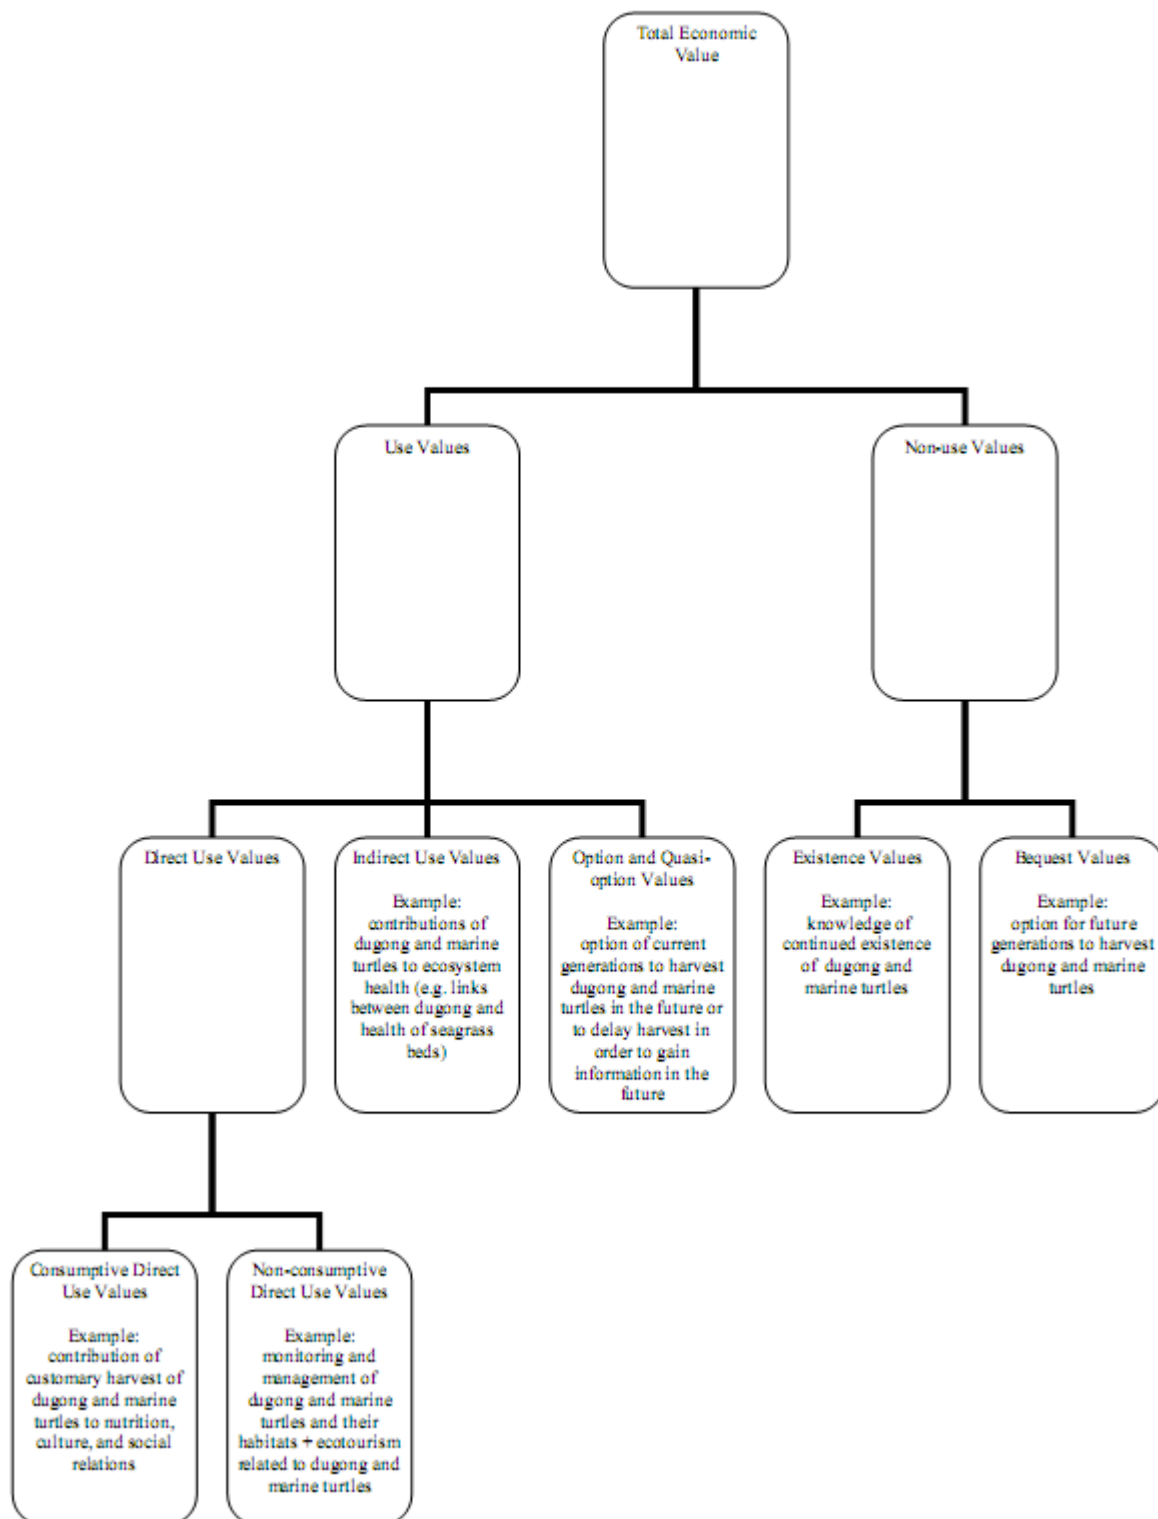 Total Economic
Value
Use Values
Non-use Values
Direct Use Values
Indirect Use Values
Example:
contributions of
dugong and marine
turtles to ecosystem
health (e.g. links
between dugong and
health of seagrass
beds)
Option and Quasi-
option Values
Example:
option of current
generations to harvest
dugong and marine
turtles in the future or
to delay harvest in
order to gain
information in the
future
Existence Values
Example:
knowledge of
continued existence
of dugong and
marine turtles
Bequest Values
Example:
option for future
generations to harvest
dugong and marine
turtles
Consumptive Direct
Use Values
Example:
contribution of
customary harvest of
dugong and marine
turtles to nutrition,
culture, and social
relations
Non-consumptive
Direct Use Values
Example:
monitoring and
management of
dugong and marine
turtles and their
habitats + ecotourism
related to dugong and
marine turtles